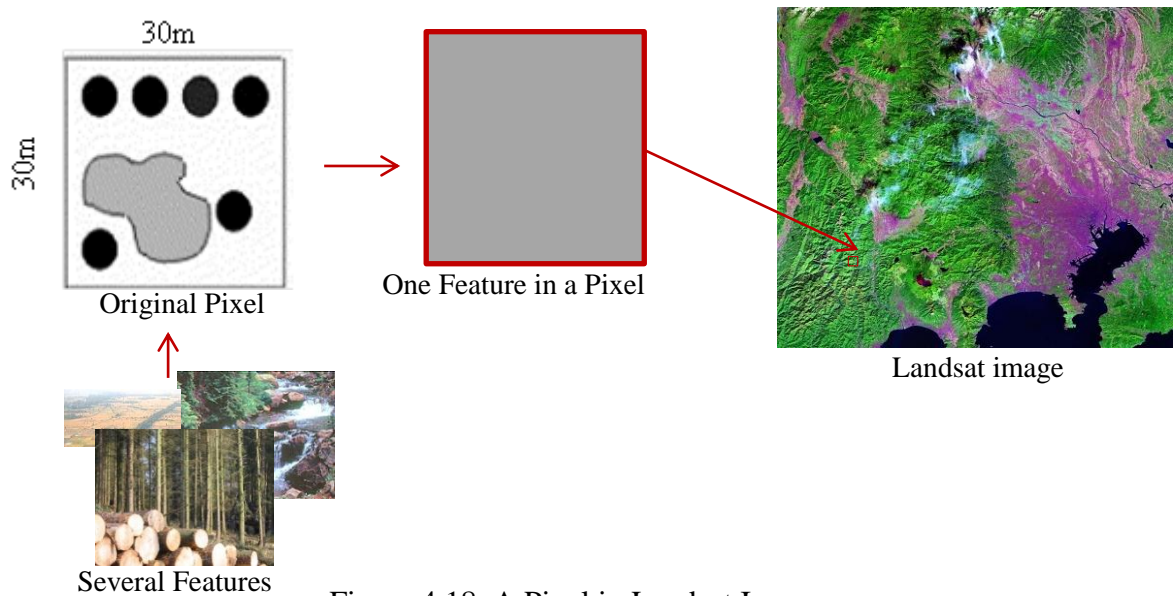 30m
30m
Original Pixel
One Feature in a Pixel
Landsat image
Several Features